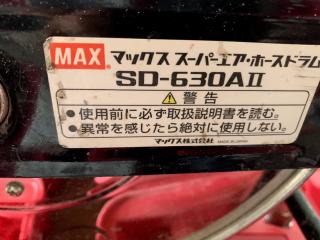 MAX マックス スーパーエア・ホースドラム
SD-630AⅡ
⚠警告
●使用前に必ず取扱説明書を読む。
●異常を感じたら絶対に使用しない。
マックス株式会社 MADE IN JAPAN